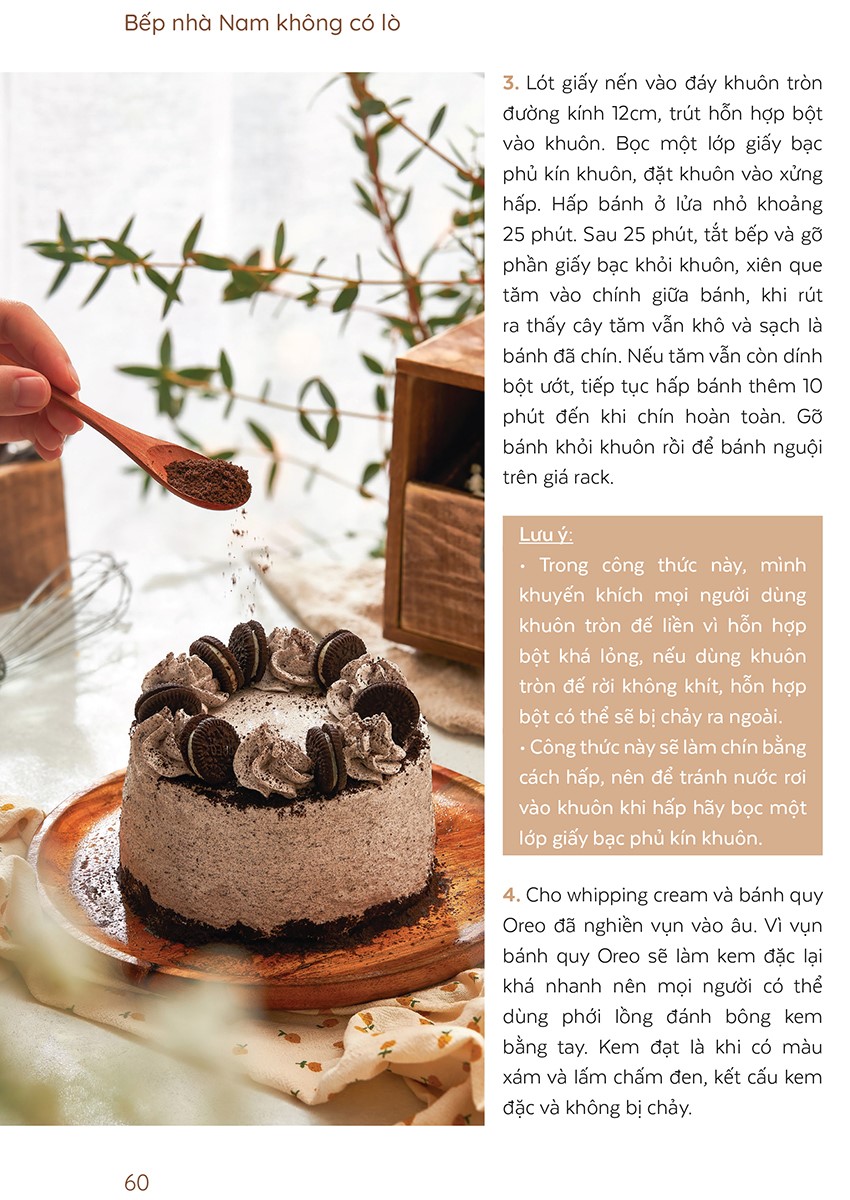 Bếp nhà Nam không có lò
3. Lót giấy nến vào đáy khuôn tròn
đường kính 12cm, trút hỗn hợp bột
vào khuôn. Bọc một lớp giấy bạc
phủ kín khuôn, đặt khuôn vào xửng
hấp. Hấp bánh ở lửa nhỏ khoảng
25 phút. Sau 25 phút, tắt bếp và gỡ
phần giấy bạc khỏi khuôn, xiên que
tăm vào chính giữa bánh, khi rút
ra thấy cây tăm vẫn khô và sạch là
bánh đã chín. Nếu tăm vẫn còn dính
bột ướt, tiếp tục hấp bánh thêm 10
phút đến khi chín hoàn toàn. Gỡ
bánh khỏi khuôn rồi để bánh nguội
trên giá rack.
Lưu ý:
• Trong công thức này, mình
khuyến khích mọi người dùng
khuôn tròn đế liền vì hỗn hợp
bột khá lỏng, nếu dùng khuôn
tròn đế rời không khít, hỗn hợp
bột có thể sẽ bị chảy ra ngoài.
• Công thức này sẽ làm chín bằng
cách hấp, nên để tránh nước rơi
vào khuôn khi hấp hãy bọc một
lớp giấy bạc phủ kín khuôn.
4. Cho whipping cream và bánh quy
Oreo đã nghiền vụn vào âu. Vì vụn
bánh quy Oreo sẽ làm kem đặc lại
khá nhanh nên mọi người có thể
dùng phới lồng đánh bông kem
bằng tay. Kem đạt là khi có màu
xám và lấm chấm đen, kết cấu kem
đặc và không bị chảy.
60